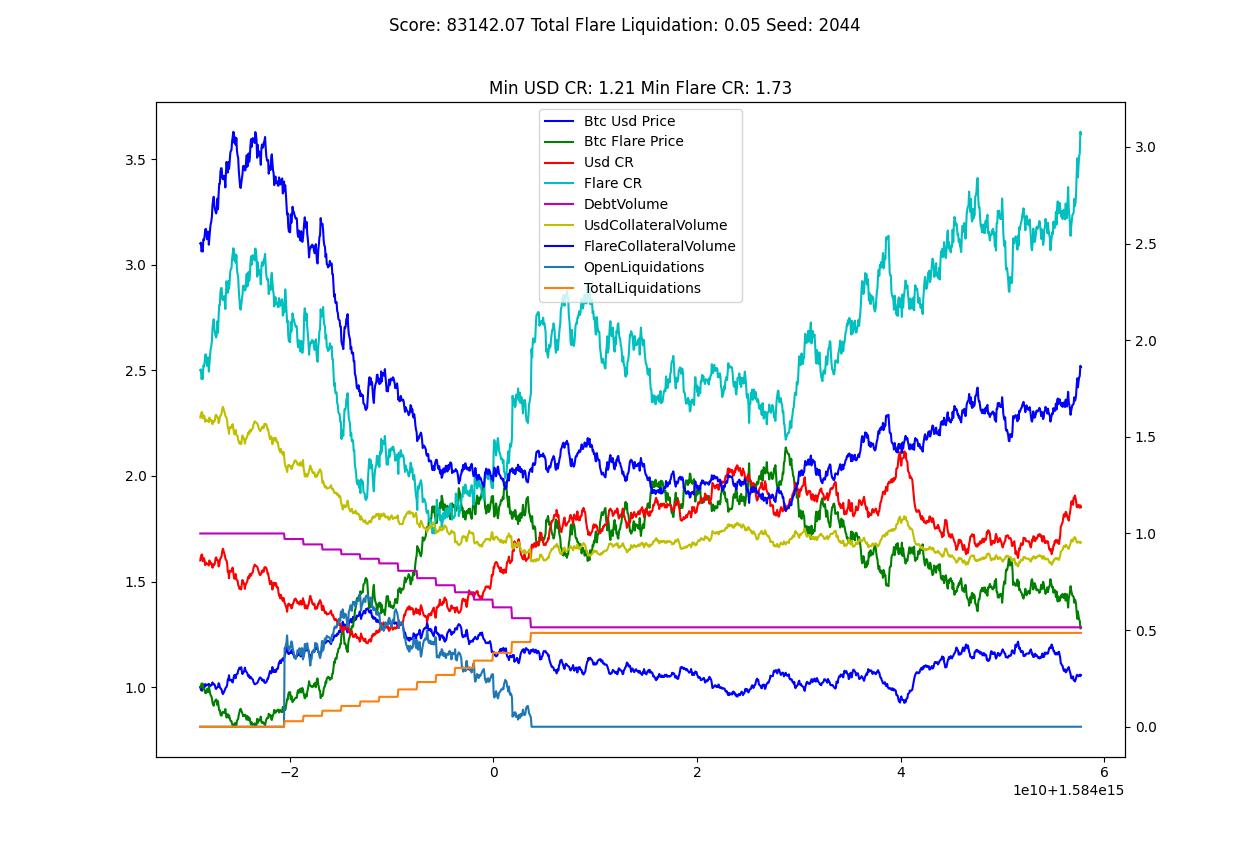 Score: 83142.07 Total Flare Liquidation: 0.05 Seed: 2044
Min USD CR: 1.21 Min Flare CR: 1.73
Btc Usd Price
Btc Flare Price
Usd CR
Flare CR
DebtVolume
UsdCollateralVolume
FlareCollateralVolume
OpenLiquidations
TotalLiquidations
3.5
3.0
2.5
2.0
1.5
1.0
3.0
2.5
2.0
1.5
1.0
0.5
0.0
−2 0 2 4 6
1e10+1.584e15